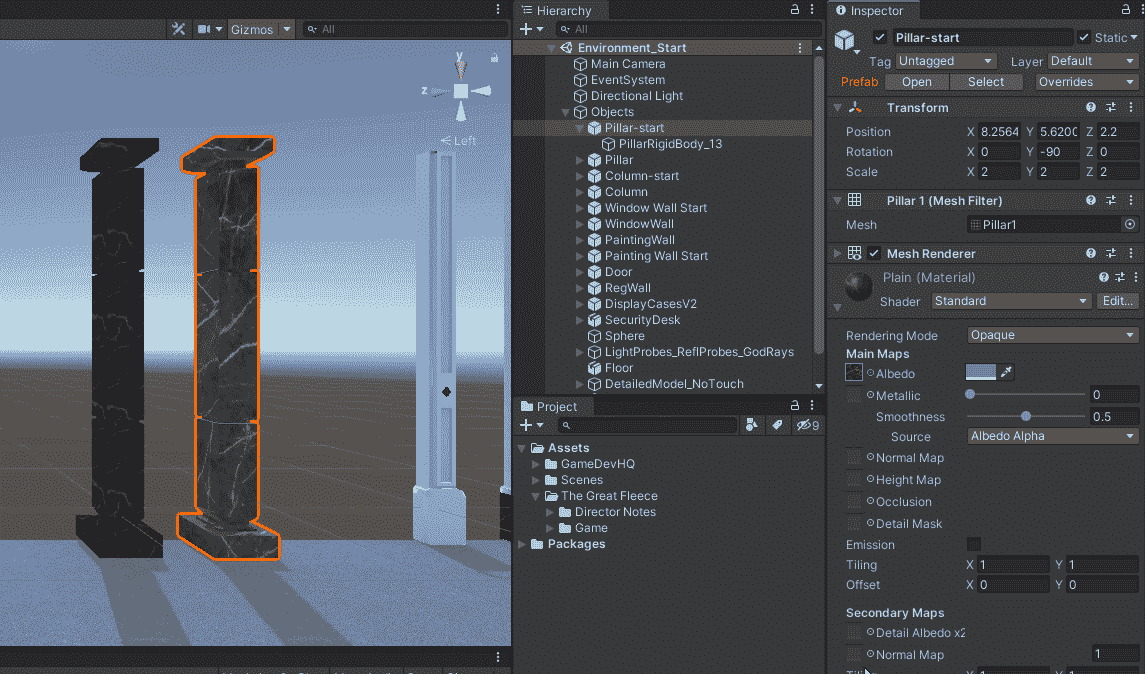 Gizmos
All
y
z
Left
Hierarchy
All
Environment_Start
Main Camera
EventSystem
Directional Light
Objects
Pillar-start
PillarRigidBody_13
Pillar
Column-start
Column
Window Wall Start
WindowWall
PaintingWall
Painting Wall Start
Door
RegWall
DisplayCasesV2
SecurityDesk
Sphere
LightProbes_ReflProbes_GodRays
Floor
DetailedModel_NoTouch
Project
9
Assets
GameDevHQ
Scenes
The Great Fleece
Director Notes
Game
Packages
Inspector
Pillar-start
Static
Tag Untagged Layer Default
Prefab Open Select Overrides
Transform
Position X 8.2564 Y 5.6200 Z 2.2
Rotation X 0 Y -90 Z 0
Scale X 2 Y 2 Z 2
Pillar 1 (Mesh Filter)
Mesh Pillar1
Mesh Renderer
Plain (Material)
Shader Standard Edit...
Rendering Mode Opaque
Main Maps
Albedo
Metallic 0
Smoothness 0.5
Source Albedo Alpha
Normal Map
Height Map
Occlusion
Detail Mask
Emission
Tiling X 1 Y 1
Offset X 0 Y 0
Secondary Maps
Detail Albedo x2
Normal Map 1